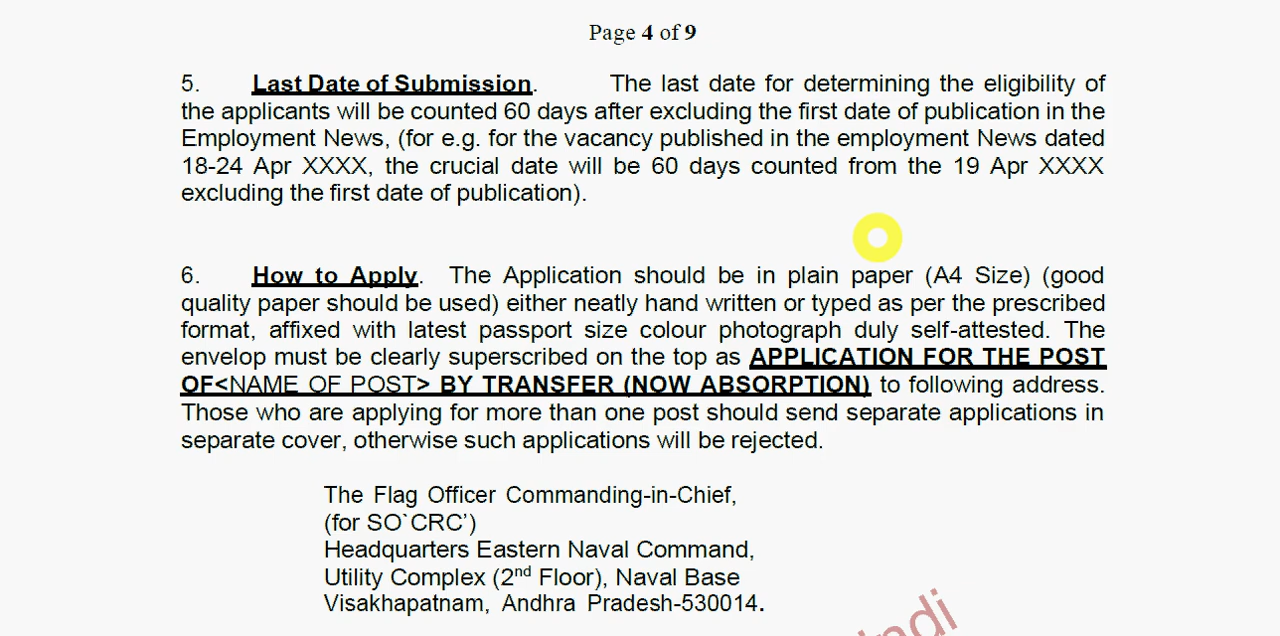 Page 4 of 9
5. Last Date of Submission. The last date for determining the eligibility of
the applicants will be counted 60 days after excluding the first date of publication in the
Employment News, (for e.g. for the vacancy published in the employment News dated
18-24 Apr XXXX, the crucial date will be 60 days counted from the 19 Apr XXXX
excluding the first date of publication).
6. How to Apply. The Application should be in plain paper (A4 Size) (good
quality paper should be used) either neatly hand written or typed as per the prescribed
format, affixed with latest passport size colour photograph duly self-attested. The
envelop must be clearly superscribed on the top as APPLICATION FOR THE POST
OF<NAME OF POST> BY TRANSFER (NOW ABSORPTION) to following address.
Those who are applying for more than one post should send separate applications in
separate cover, otherwise such applications will be rejected.
The Flag Officer Commanding-in-Chief,
(for SO`CRC’)
Headquarters Eastern Naval Command,
Utility Complex (2nd Floor), Naval Base
Visakhapatnam, Andhra Pradesh-530014.